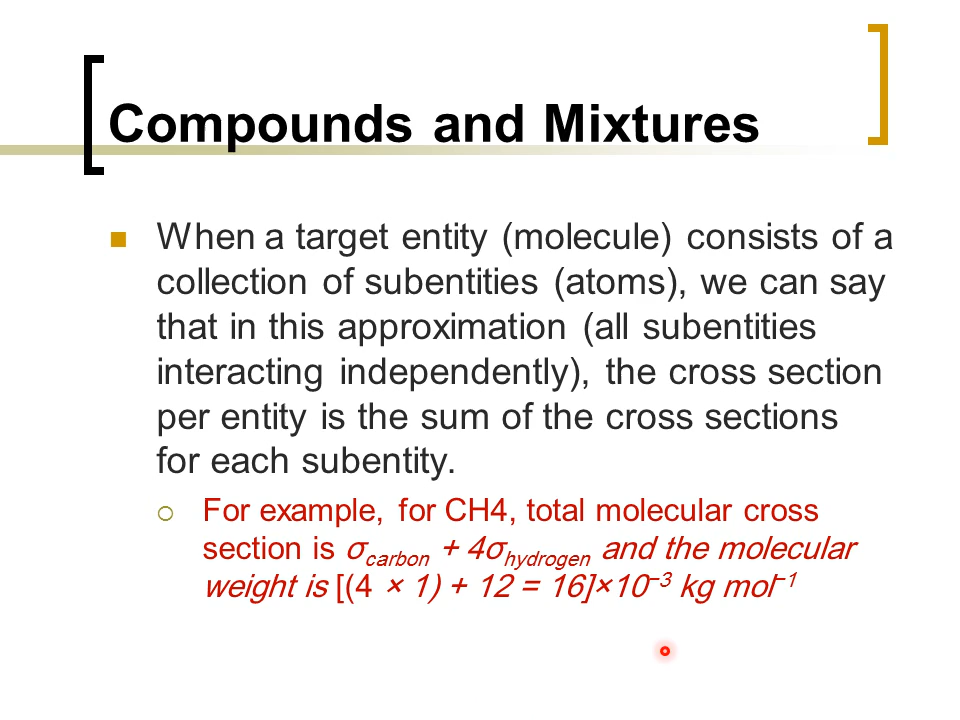 Compounds and Mixtures
When a target entity (molecule) consists of a
collection of subentities (atoms), we can say
that in this approximation (all subentities
interacting independently), the cross section
per entity is the sum of the cross sections
for each subentity.
For example, for CH4, total molecular cross
section is σcarbon + 4σhydrogen and the molecular
weight is [(4 × 1) + 12 = 16]×10⁻³ kg mol⁻¹